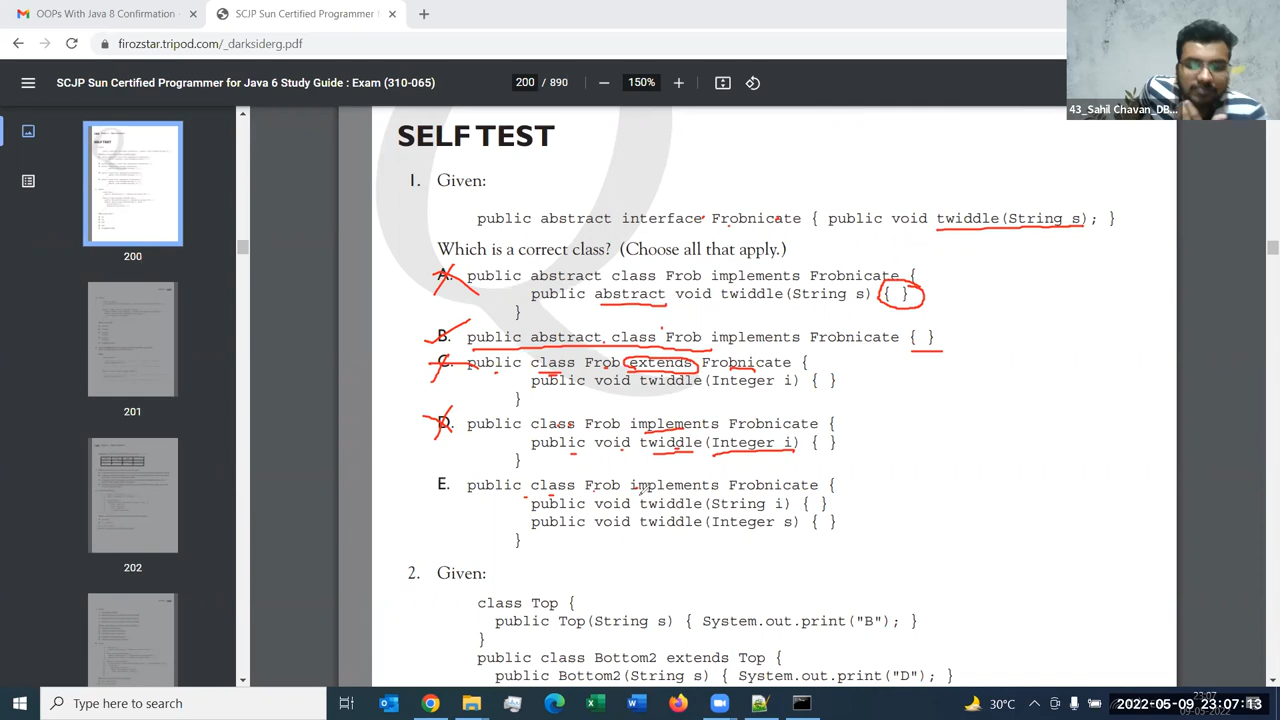 OOPs With Java 8 Confirmation -
SCJP Sun Certified Programmer f
firozstar.tripod.com/_darksiderg.pdf
SCJP Sun Certified Programmer for Java 6 Study Guide : Exam (310-065)
200 / 890
150%
43_Sahil Chavan_DB...
200
201
202
SELF TEST
1. Given:
public abstract interface Frobnicate { public void twiddle(String s); }
Which is a correct class? (Choose all that apply.)
A. public abstract class Frob implements Frobnicate {
public abstract void twiddle(String s) { }
}
B. public abstract class Frob implements Frobnicate { }
C. public class Frob extends Frobnicate {
public void twiddle(Integer i) { }
}
D. public class Frob implements Frobnicate {
public void twiddle(Integer i) { }
}
E. public class Frob implements Frobnicate {
public void twiddle(String i) { }
public void twiddle(Integer s) { }
}
2. Given:
class Top {
public Top(String s) { System.out.print("B"); }
}
public class Bottom2 extends Top {
public Bottom2(String s) { System.out.print("D"); }
Type here to search
30°C
23:07
2022-05-09 23:07:13